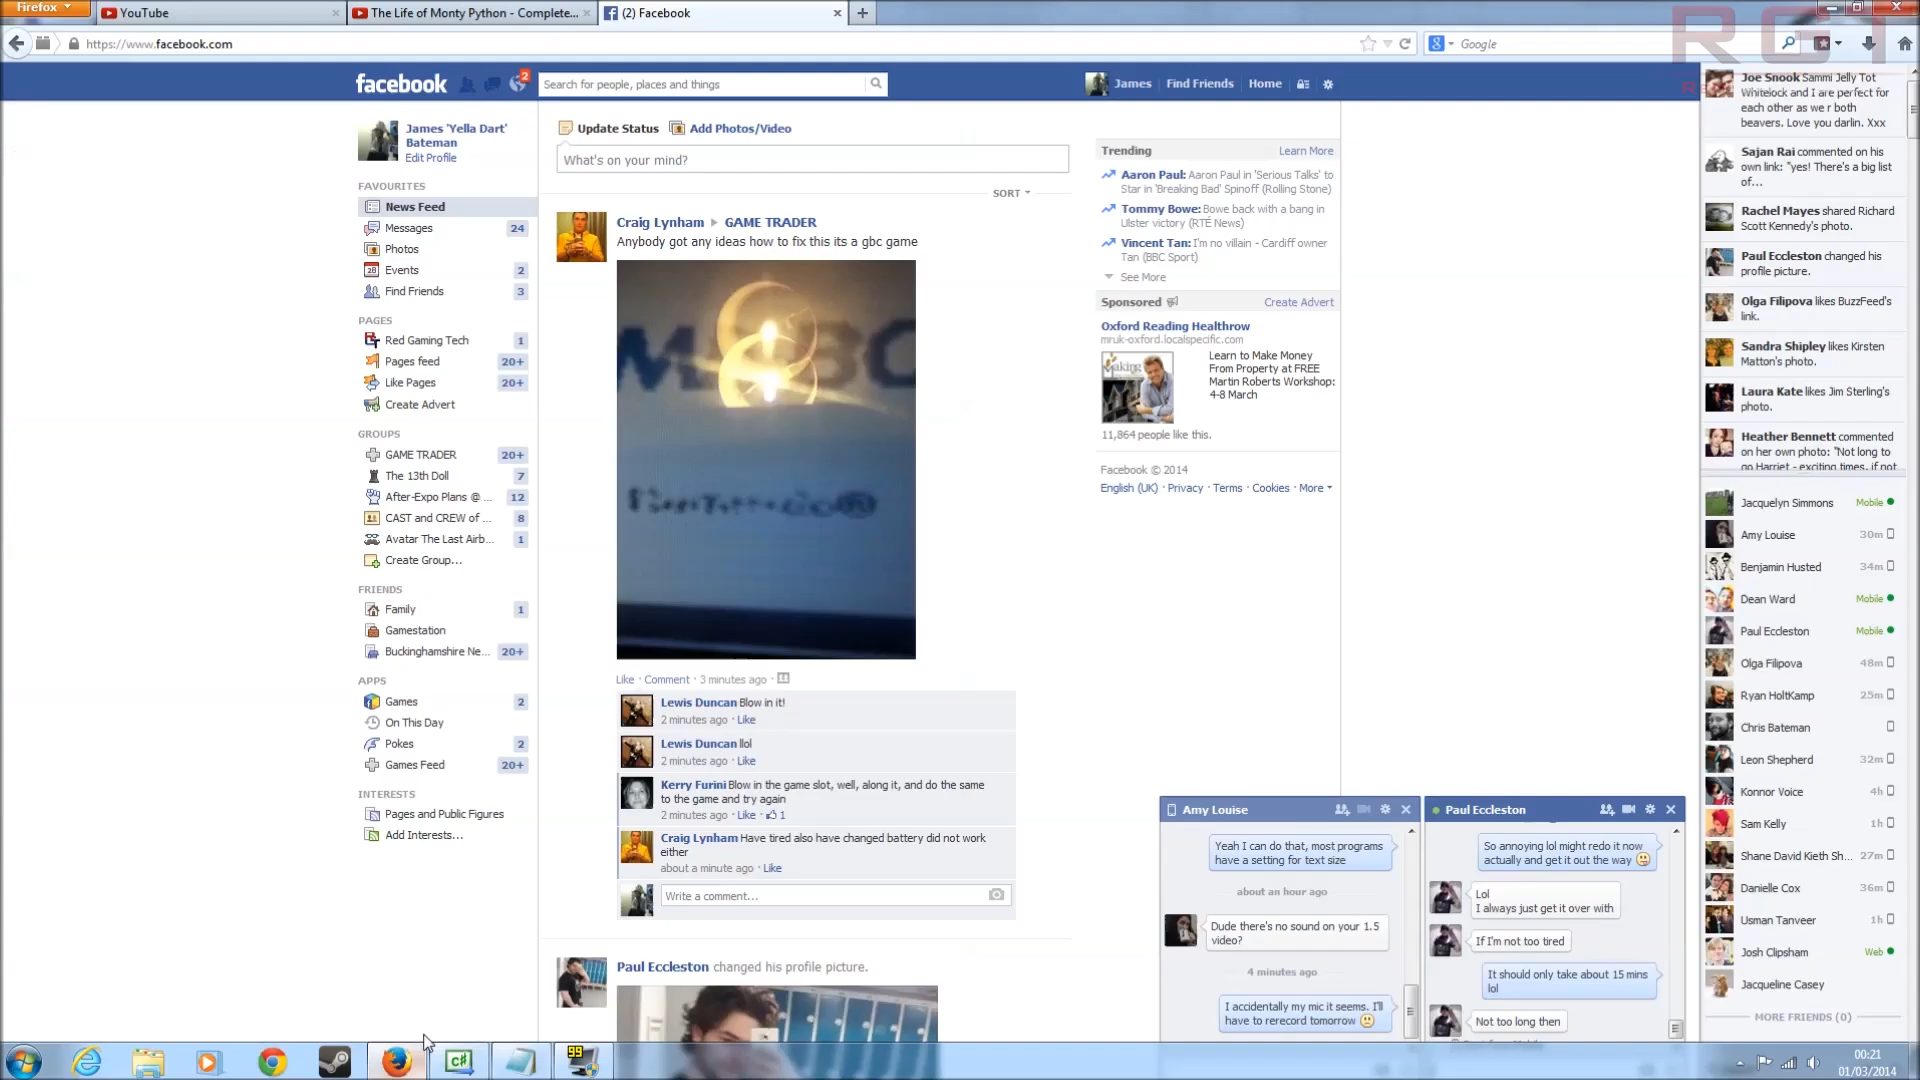 Firefox
YouTube
The Life of Monty Python - Complete...
(2) Facebook
https://www.facebook.com
Google
RGT
facebook
2
Search for people, places and things
James
Find Friends
Home
James 'Yella Dart'
Bateman
Edit Profile
FAVOURITES
News Feed
Messages 24
Photos
Events 2
Find Friends 3
PAGES
Red Gaming Tech 1
Pages feed 20+
Like Pages 20+
Create Advert
GROUPS
GAME TRADER 20+
The 13th Doll 7
After-Expo Plans @ ... 12
CAST and CREW of ... 8
Avatar The Last Airb... 1
Create Group...
FRIENDS
Family 1
Gamestation
Buckinghamshire Ne... 20+
APPS
Games 2
On This Day
Pokes 2
Games Feed 20+
INTERESTS
Pages and Public Figures
Add Interests...
Update Status
Add Photos/Video
What's on your mind?
SORT
Craig Lynham GAME TRADER
Anybody got any ideas how to fix this its a gbc game
Like · Comment · 3 minutes ago ·
Lewis Duncan Blow in it!
2 minutes ago · Like
Lewis Duncan llol
2 minutes ago · Like
Kerry Furini Blow in the game slot, well, along it, and do the same
to the game and try again
2 minutes ago · Like · 1
Craig Lynham Have tired also have changed battery did not work
either
about a minute ago · Like
Write a comment...
Paul Eccleston changed his profile picture.
Trending
Learn More
Aaron Paul: Aaron Paul in 'Serious Talks' to
Star in 'Breaking Bad' Spinoff (Rolling Stone)
Tommy Bowe: Bowe back with a bang in
Ulster victory (RTÉ News)
Vincent Tan: I'm no villain - Cardiff owner
Tan (BBC Sport)
See More
Sponsored
Create Advert
Oxford Reading Healthrow
mruk-oxford.localspecific.com
Learn to Make Money
From Property at FREE
Martin Roberts Workshop:
4-8 March
11,864 people like this.
Facebook © 2014
English (UK) · Privacy · Terms · Cookies · More
Joe Snook Sammi Jelly Tot
Whitelock and I are perfect for
each other as we r both
beavers. Love you darlin. Xxx
Sajan Rai commented on his
own link: "yes! There's a big list
of..."
Rachel Mayes shared Richard
Scott Kennedy's photo.
Paul Eccleston changed his
profile picture.
Olga Filipova likes BuzzFeed's
link.
Sandra Shipley likes Kirsten
Matton's photo.
Laura Kate likes Jim Sterling's
photo.
Heather Bennett commented
on her own photo: "Not long to
go Harriet - exciting times, if not
Jacquelyn Simmons Mobile
Amy Louise 30m
Benjamin Husted 34m
Dean Ward Mobile
Paul Eccleston Mobile
Olga Filipova 48m
Ryan HoltKamp 25m
Chris Bateman
Leon Shepherd 32m
Konnor Voice 4h
Sam Kelly 1h
Shane David Kieth Sh... 27m
Danielle Cox 36m
Usman Tanveer 1h
Josh Clipsham Web
Jacqueline Casey
MORE FRIENDS (0)
Amy Louise
Yeah I can do that, most programs
have a setting for text size
about an hour ago
Dude there's no sound on your 1.5
video?
4 minutes ago
I accidentally my mic it seems. I'll
have to rerecord tomorrow
Paul Eccleston
So annoying lol might redo it now
actually and get it out the way
Lol
I always just get it over with
If I'm not too tired
It should only take about 15 mins
lol
Not too long then
99
00:21
01/03/2014